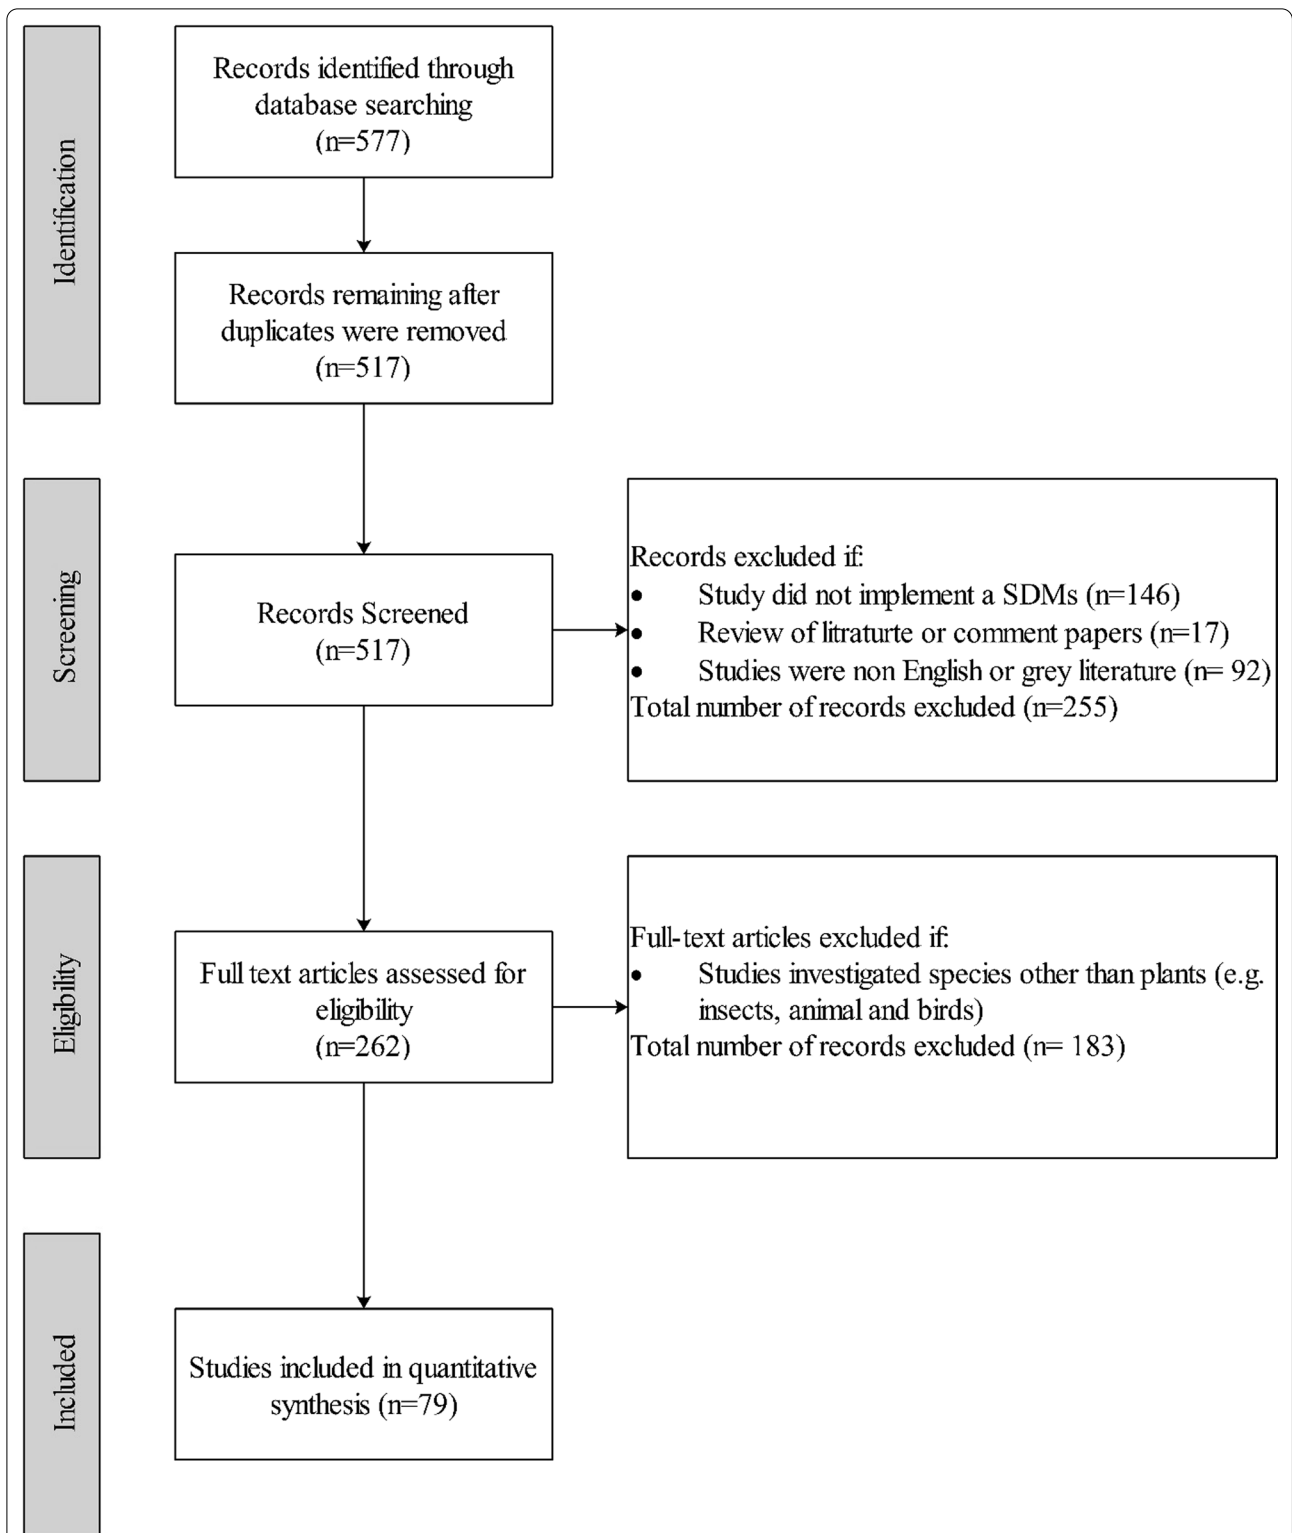 Identification
Records identified through
database searching
(n=577)
Records remaining after
duplicates were removed
(n=517)
Screening
Records Screened
(n=517)
Records excluded if:
• Study did not implement a SDMs (n=146)
• Review of litraturte or comment papers (n=17)
• Studies were non English or grey literature (n= 92)
Total number of records excluded (n=255)
Eligibility
Full text articles assessed for
eligibility
(n=262)
Full-text articles excluded if:
• Studies investigated species other than plants (e.g.
insects, animal and birds)
Total number of records excluded (n= 183)
Included
Studies included in quantitative
synthesis (n=79)